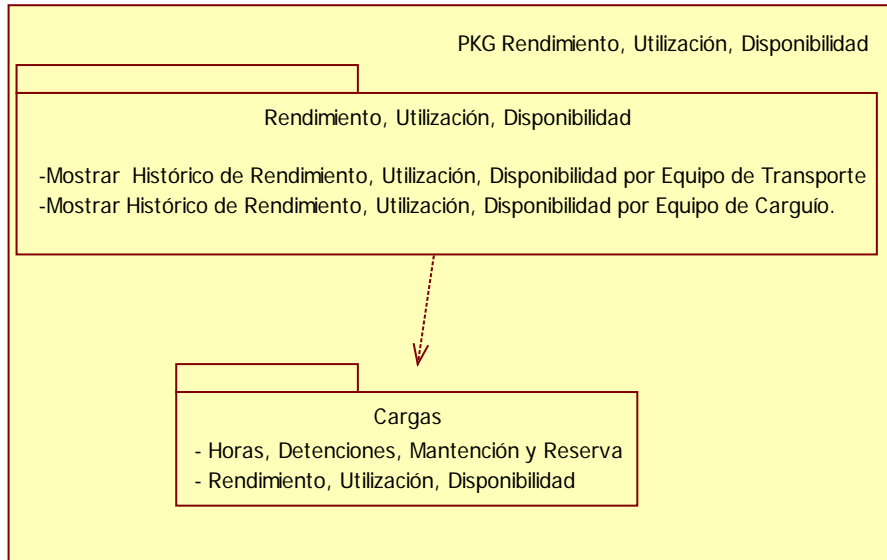 PKG Rendimiento, Utilización, Disponibilidad
Rendimiento, Utilización, Disponibilidad
-Mostrar Histórico de Rendimiento, Utilización, Disponibilidad por Equipo de Transporte
-Mostrar Histórico de Rendimiento, Utilización, Disponibilidad por Equipo de Carguío.
Cargas
- Horas, Detenciones, Mantención y Reserva
- Rendimiento, Utilización, Disponibilidad